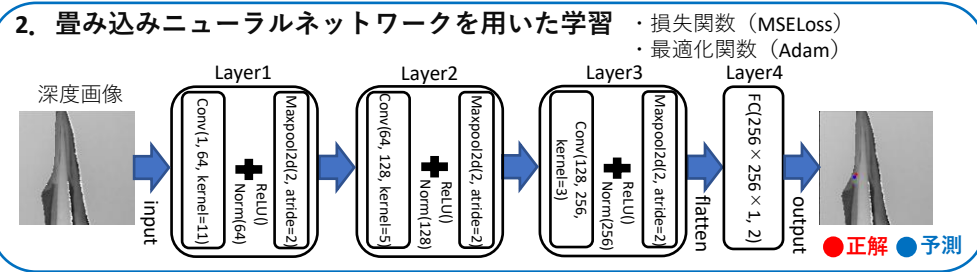 2. 畳み込みニューラルネットワークを用いた学習
・損失関数（MSELoss）
・最適化関数（Adam）
深度画像
input
Layer1
Conv(1, 64, kernel=11)
ReLU()
Norm(64)
Maxpool2d(2, atride=2)
Layer2
Conv(64, 128, kernel=5)
ReLU()
Norm(128)
Maxpool2d(2, atride=2)
Layer3
Conv(128, 256,
kernel=3)
ReLU()
Norm(256)
Maxpool2d(2, atride=2)
flatten
Layer4
FC(256×256×1, 2)
output
正解 予測